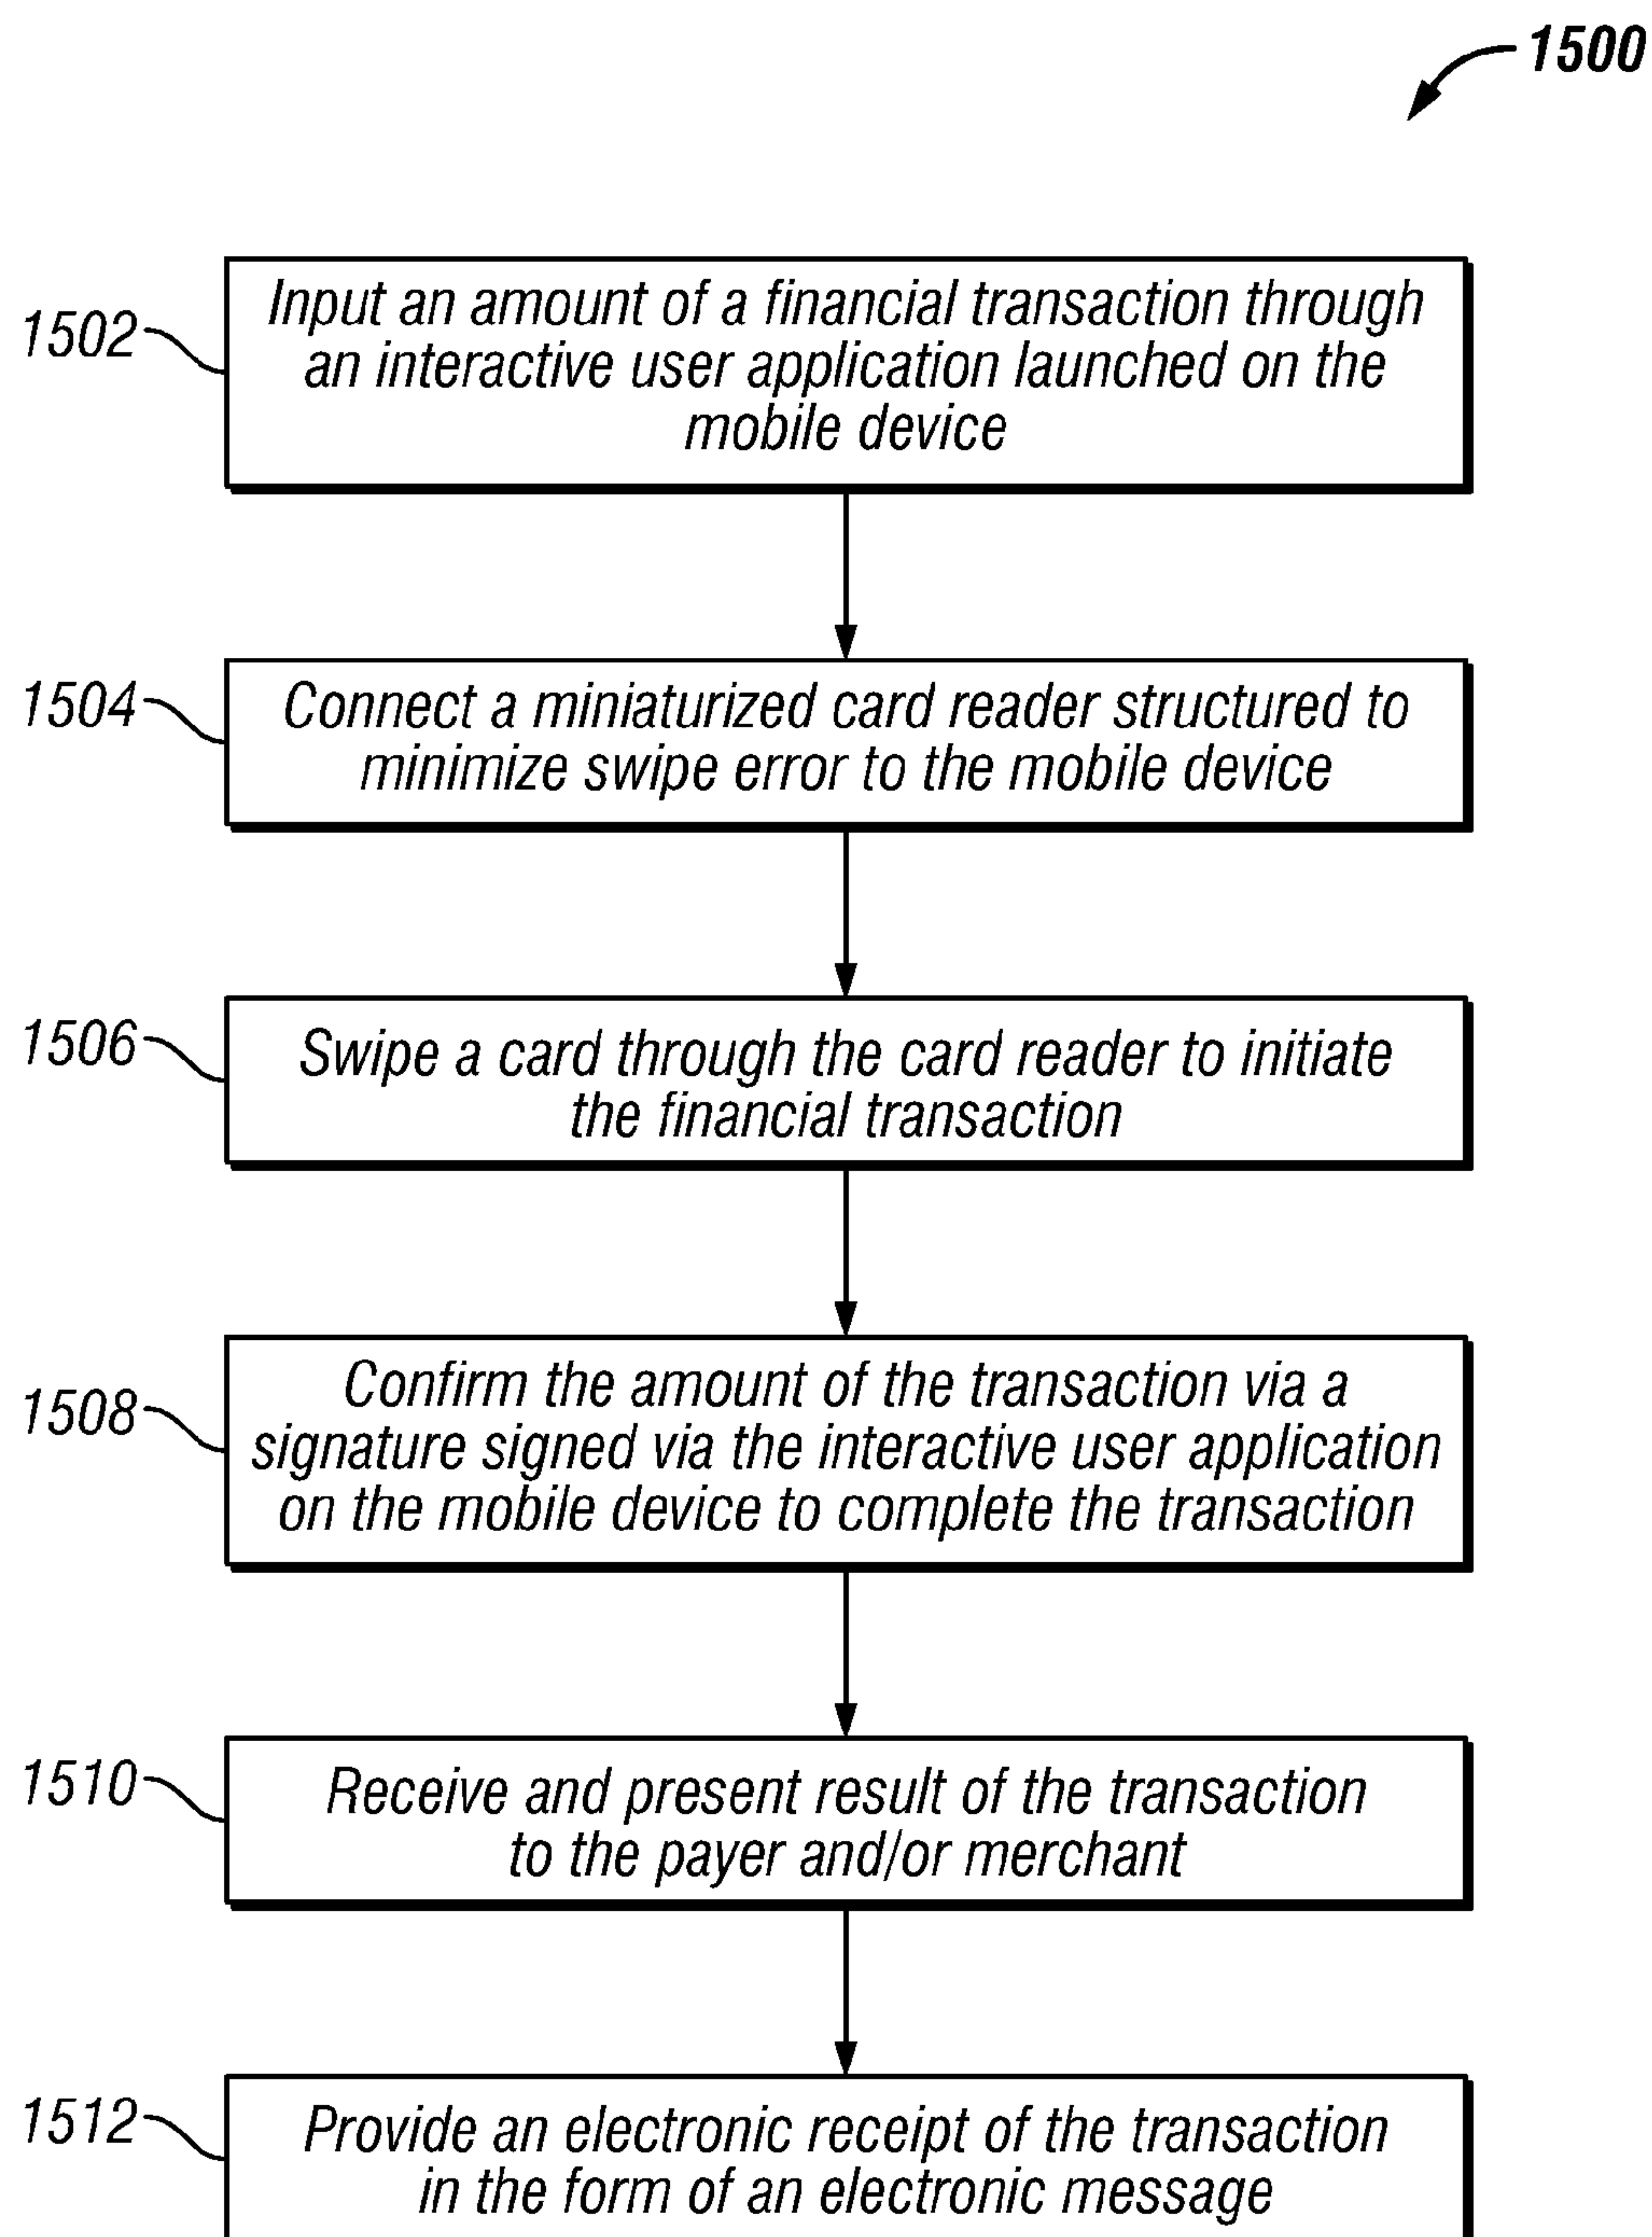 1500
1502
Input an amount of a financial transaction through
an interactive user application launched on the
mobile device
1504
Connect a miniaturized card reader structured to
minimize swipe error to the mobile device
1506
Swipe a card through the card reader to initiate
the financial transaction
1508
Confirm the amount of the transaction via a
signature signed via the interactive user application
on the mobile device to complete the transaction
1510
Receive and present result of the transaction
to the payer and/or merchant
1512
Provide an electronic receipt of the transaction
in the form of an electronic message